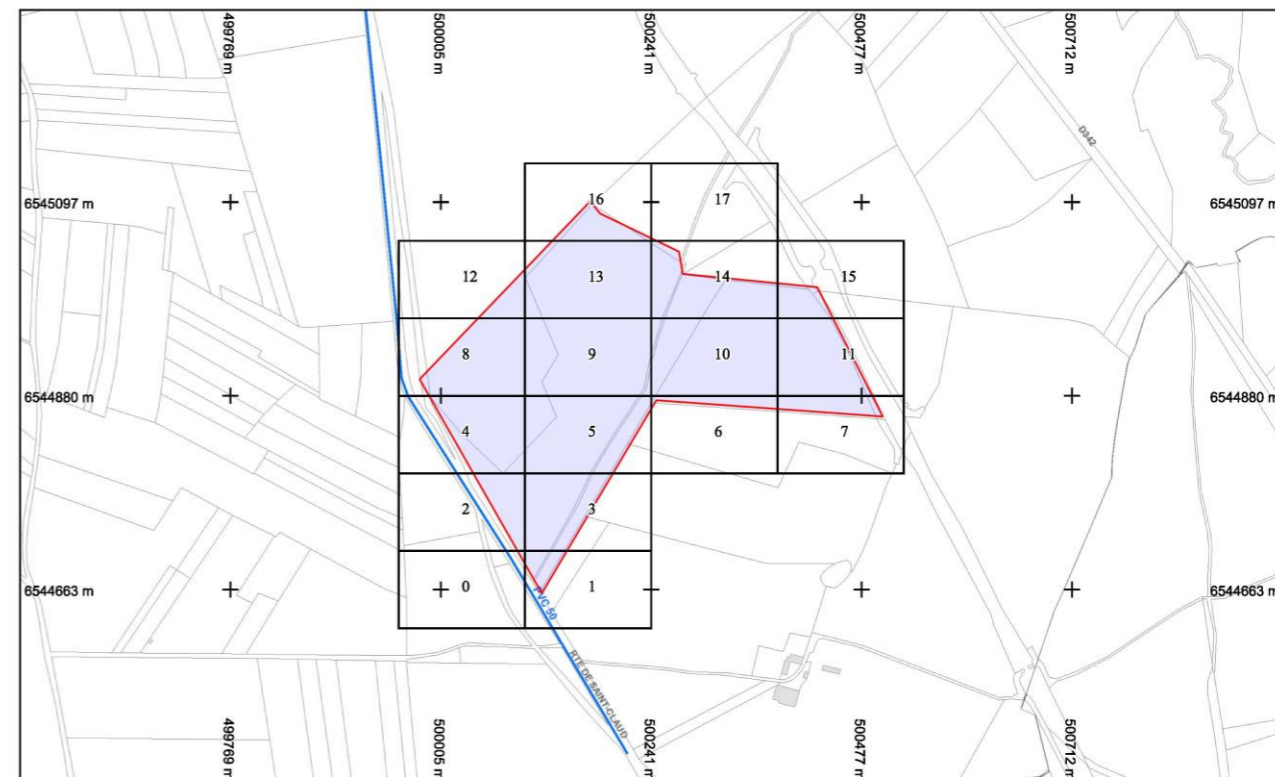 499769 m
500005 m
500241 m
500477 m
500712 m
D342
6545097 m
16
17
6545097 m
12
13
14
15
8
9
10
11
6544880 m
6544880 m
4
5
6
7
2
3
6544663 m
0
1
6544663 m
PVC 50
RTE DE SAINT-CLAUD
499769 m
500005 m
500241 m
500477 m
500712 m